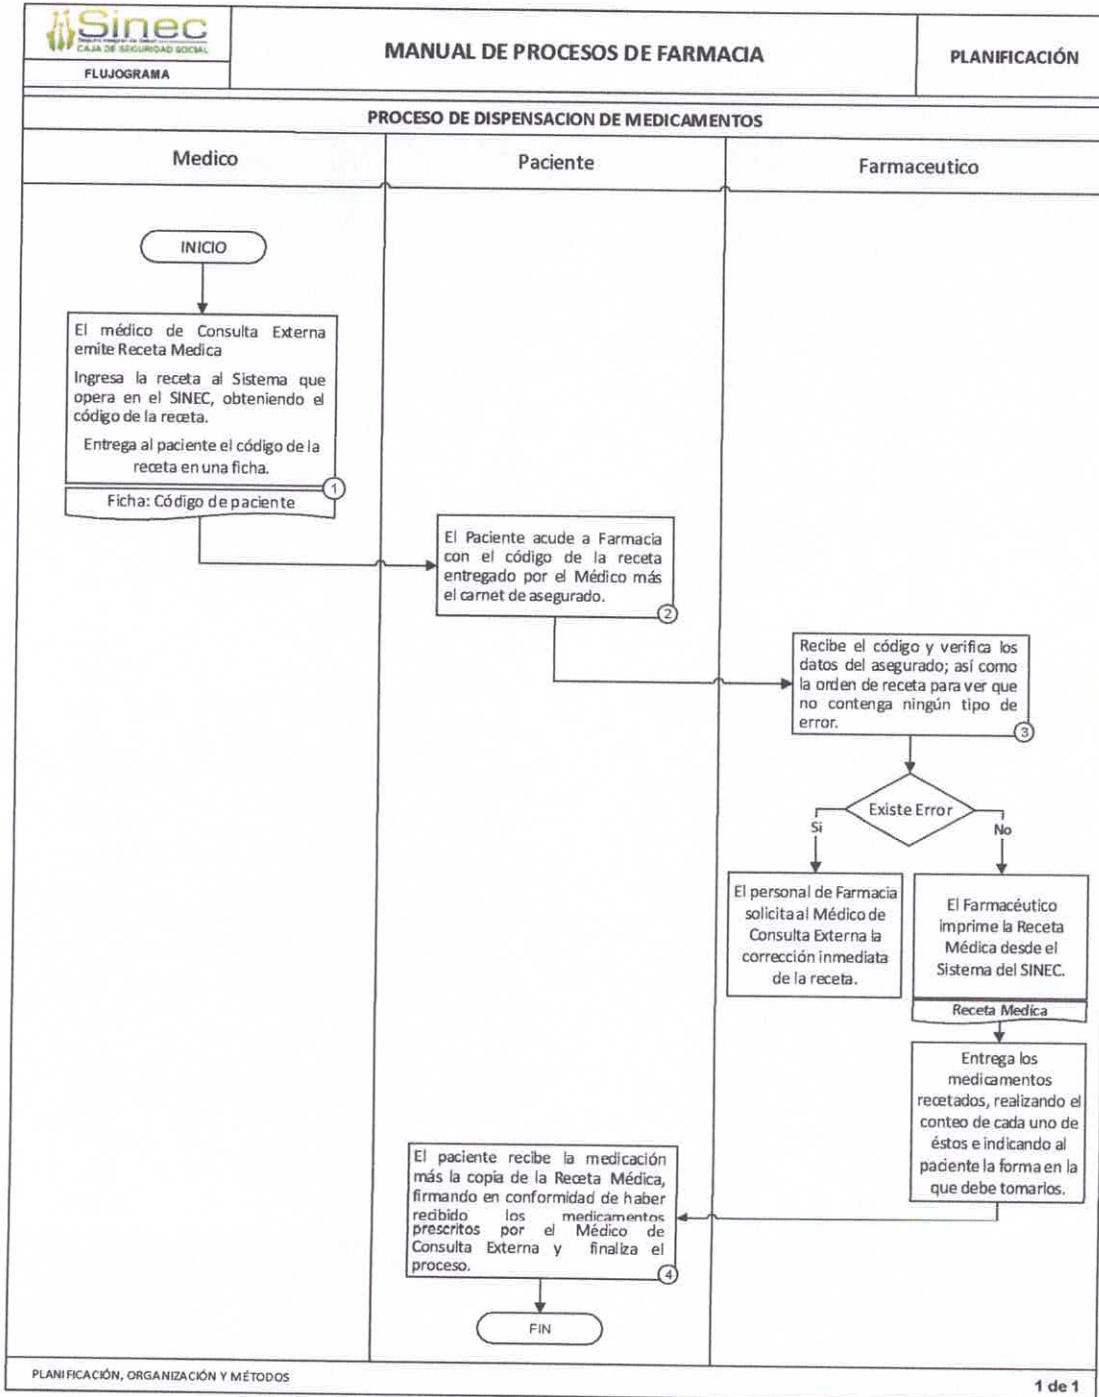 Sinec
CAJA DE SEGURIDAD SOCIAL
FLUJOGRAMA
MANUAL DE PROCESOS DE FARMACIA
PLANIFICACIÓN
PROCESO DE DISPENSACION DE MEDICAMENTOS
Medico
Paciente
Farmaceutico
INICIO
El médico de Consulta Externa
emite Receta Medica
Ingresa la receta al Sistema que
opera en el SINEC, obteniendo el
código de la receta.
Entrega al paciente el código de la
receta en una ficha.
1
Ficha: Código de paciente
El Paciente acude a Farmacia
con el código de la receta
entregado por el Médico más
el carnet de asegurado.
2
Recibe el código y verifica los
datos del asegurado; así como
la orden de receta para ver que
no contenga ningún tipo de
error.
3
Existe Error
Si
No
El personal de Farmacia
solicita al Médico de
Consulta Externa la
corrección inmediata
de la receta.
El Farmacéutico
imprime la Receta
Médica desde el
Sistema del SINEC.
Receta Medica
Entrega los
medicamentos
recetados, realizando el
conteo de cada uno de
éstos e indicando al
paciente la forma en la
que debe tomarlos.
El paciente recibe la medicación
más la copia de la Receta Médica,
firmando en conformidad de haber
recibido los medicamentos
prescritos por el Médico de
Consulta Externa y finaliza el
proceso.
4
FIN
PLANIFICACIÓN, ORGANIZACIÓN Y MÉTODOS
1 de 1